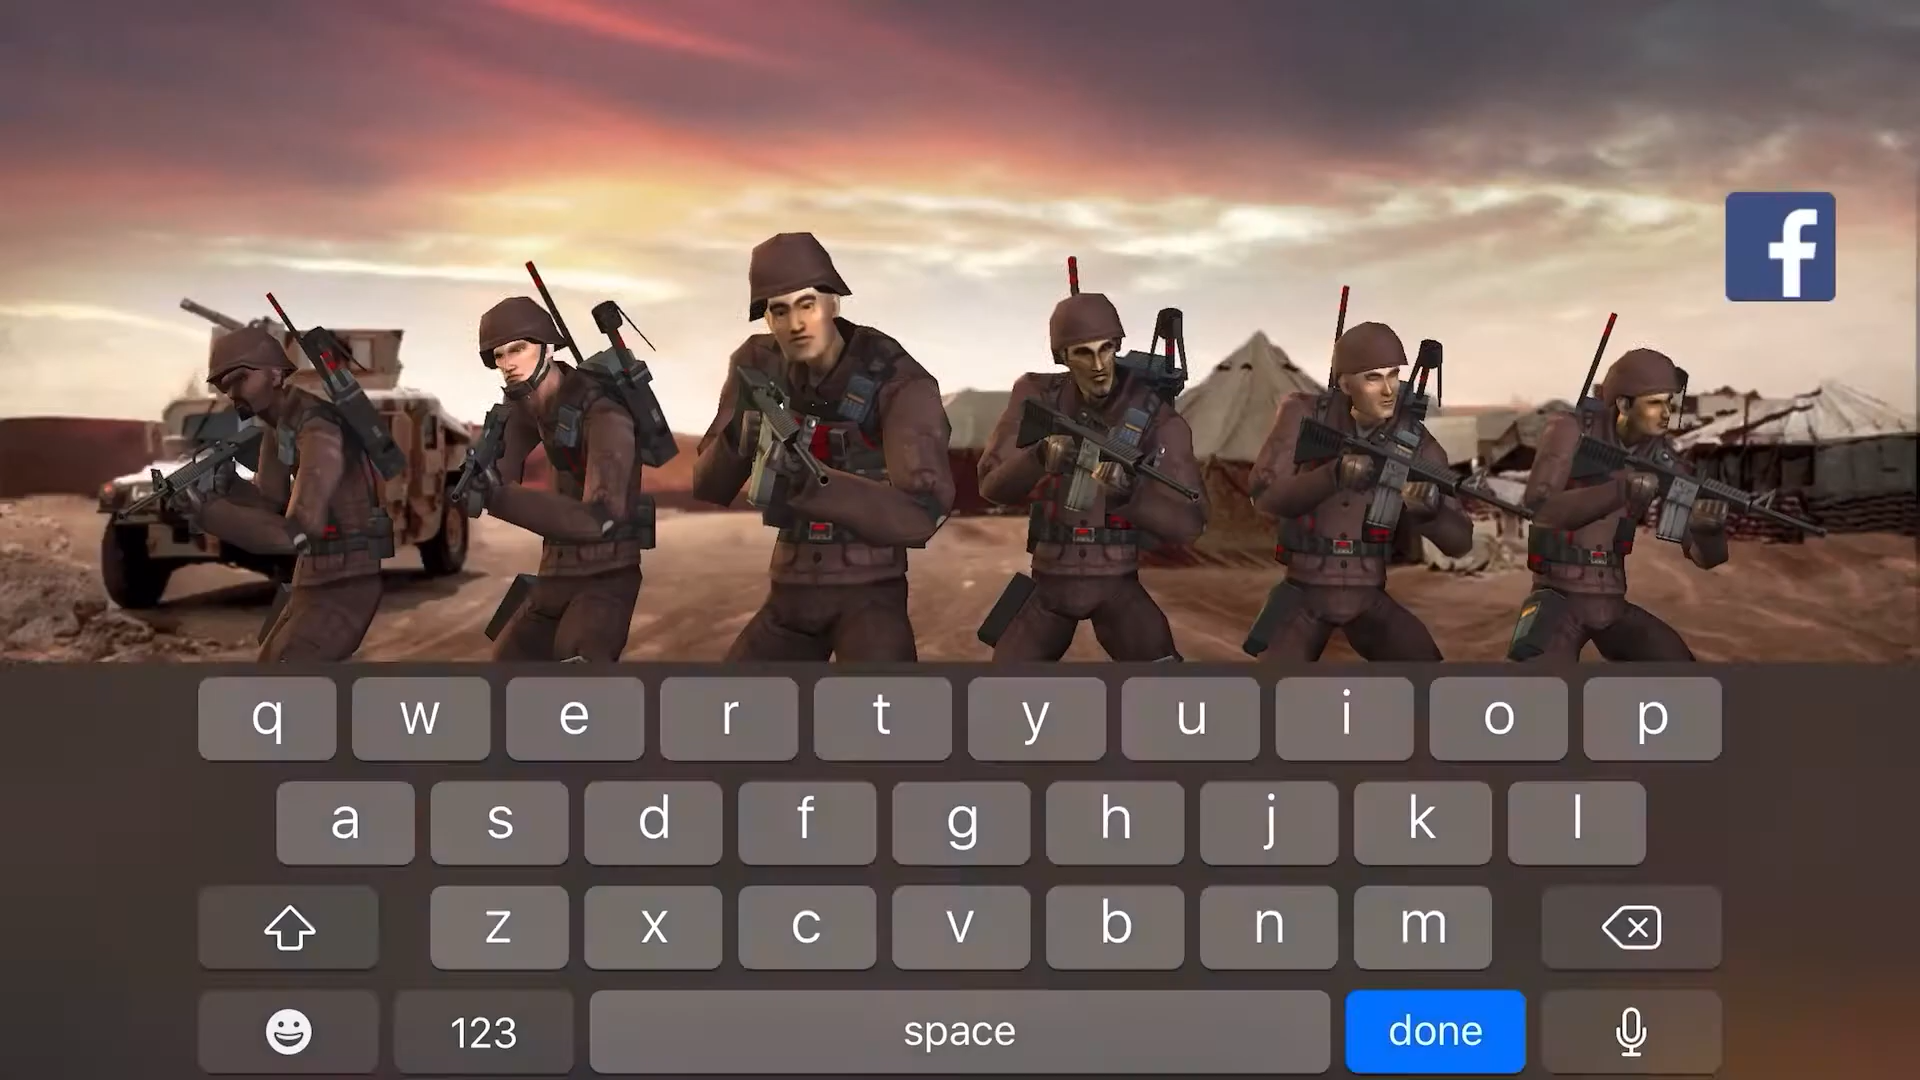 f
q w e r t y u i o p
a s d f g h j k l
z x c v b n m
123 space done